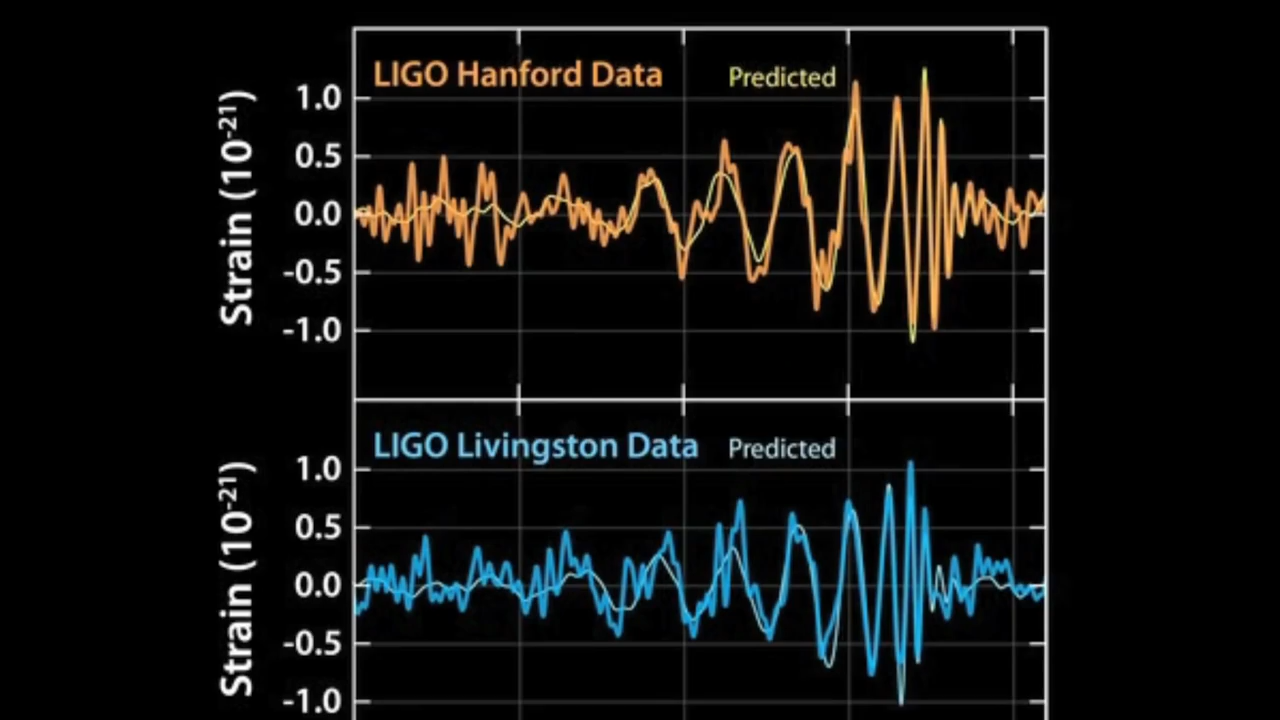 LIGO Hanford Data Predicted
Strain (10⁻²¹)
1.0
0.5
0.0
-0.5
-1.0
LIGO Livingston Data Predicted
Strain (10⁻²¹)
1.0
0.5
0.0
-0.5
-1.0